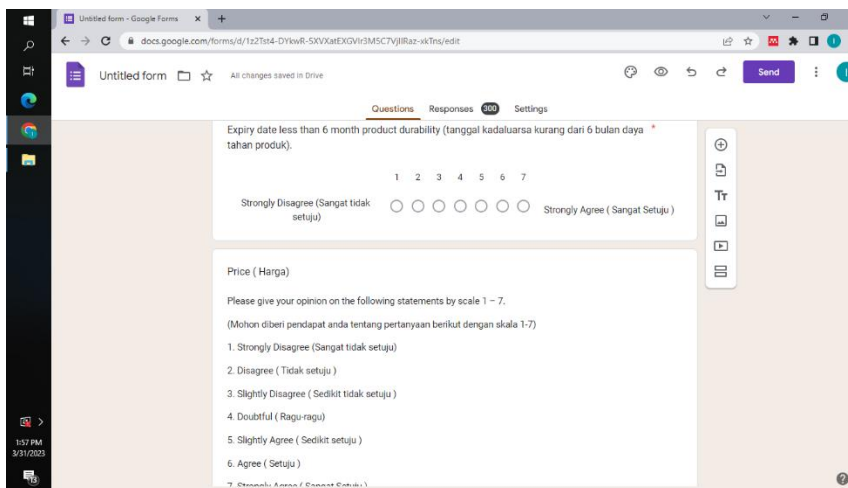 Untitled form - Google Forms
docs.google.com/forms/d/1z2Tst4-DYkwR-SXVXatEXGVIr3M5C7VjIIRaz-xkTns/edit
Untitled form All changes saved in Drive Send
Questions Responses 300 Settings
Expiry date less than 6 month product durability (tanggal kadaluarsa kurang dari 6 bulan daya *
tahan produk).
1 2 3 4 5 6 7
Strongly Disagree (Sangat tidak
setuju)
Strongly Agree ( Sangat Setuju )
Price ( Harga)
Please give your opinion on the following statements by scale 1 – 7.
(Mohon diberi pendapat anda tentang pertanyaan berikut dengan skala 1-7)
1. Strongly Disagree (Sangat tidak setuju)
2. Disagree ( Tidak setuju )
3. Slightly Disagree ( Sedikit tidak setuju )
4. Doubtful ( Ragu-ragu)
5. Slightly Agree ( Sedikit setuju )
6. Agree ( Setuju )
7. Strongly Agree ( Sangat Setuju )
1:57 PM
3/31/2023